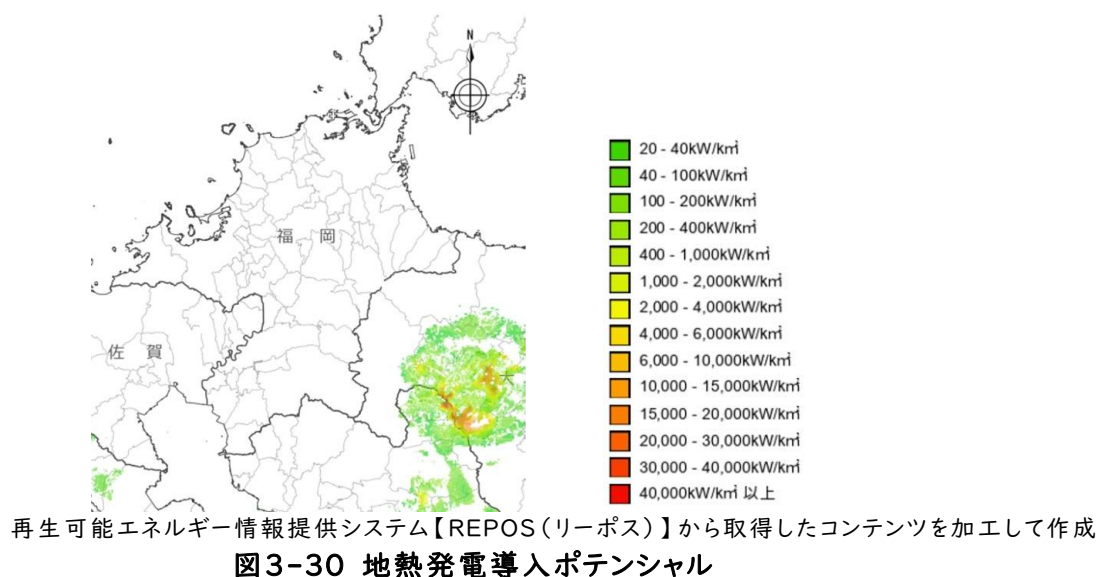 N
福岡
佐賀
大
20 - 40kW/k㎡
40 - 100kW/k㎡
100 - 200kW/k㎡
200 - 400kW/k㎡
400 - 1,000kW/k㎡
1,000 - 2,000kW/k㎡
2,000 - 4,000kW/k㎡
4,000 - 6,000kW/k㎡
6,000 - 10,000kW/k㎡
10,000 - 15,000kW/k㎡
15,000 - 20,000kW/k㎡
20,000 - 30,000kW/k㎡
30,000 - 40,000kW/k㎡
40,000kW/k㎡ 以上
再生可能エネルギー情報提供システム【REPOS（リーポス）】から取得したコンテンツを加工して作成
図3-30 地熱発電導入ポテンシャル